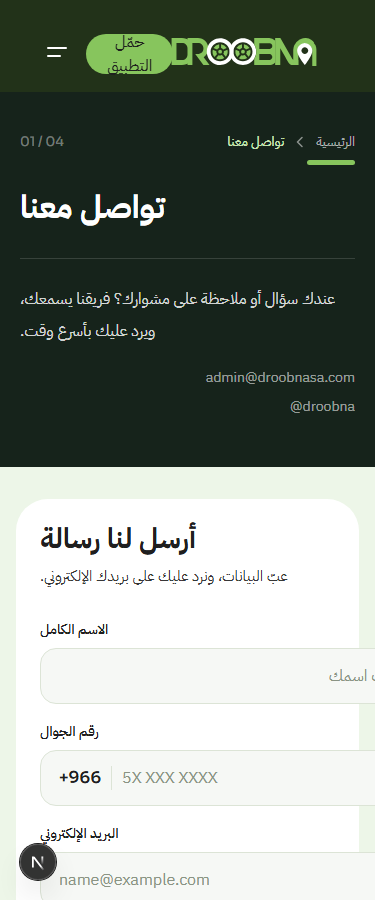 DROOBNA
حمّل
التطبيق
الرئيسية > تواصل معنا
01 / 04
تواصل معنا
عندك سؤال أو ملاحظة على مشوارك؟ فريقنا يسمعك،
ويرد عليك بأسرع وقت.
admin@droobnasa.com
@droobna
أرسل لنا رسالة
عبّ البيانات، ونرد عليك على بريدك الإلكتروني.
الاسم الكامل
اسمك
رقم الجوال
+966 5X XXX XXXX
البريد الإلكتروني
name@example.com
N